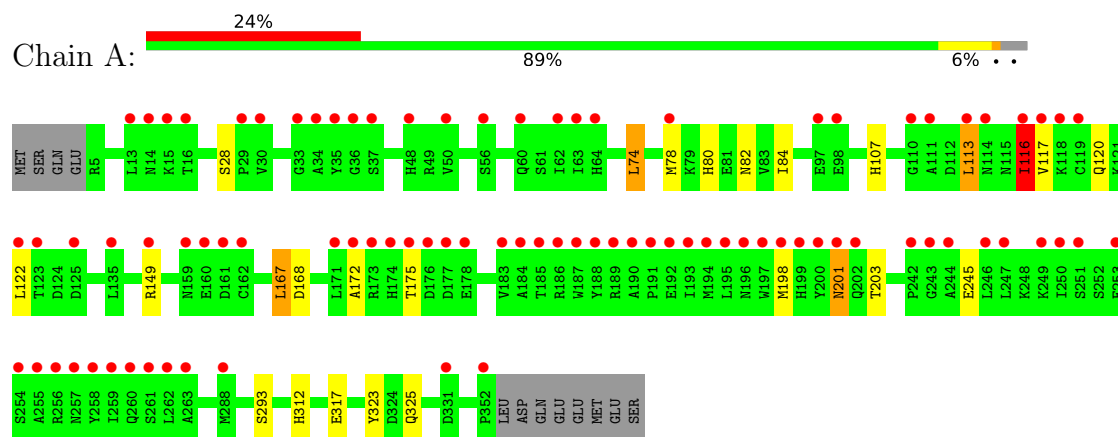 24%
Chain A:
89% 6% • •
MET SER GLN GLU R5 L13 N14 K15 T16 S28 P29 V30 G33 A34 Y35 G36 S37 H48 R49 V50 S56 Q60 S61 I62 I63 H64 L74 M78 K79 H80 E81 N82 V83 I84 E97 E98 H107 G110 A111 D112 L113 N114 N115 I116 V117 K118 C119 Q120 K121
L122 T123 D124 D125 L135 R149 N159 E160 D161 C162 L167 D168 L171 A172 R173 H174 T175 D176 D177 E178 V183 A184 T185 R186 W187 Y188 R189 A190 P191 E192 I193 M194 L195 N196 W197 M198 H199 Y200 N201 Q202 T203 P242 G243 A244 E245 L246 L247 K248 K249 I250 S251 S252 E253
S254 A255 R256 N257 Y258 I259 Q260 S261 L262 A263 M288 S293 H312 E317 Y323 D324 Q325 D331 P352 LEU ASP GLN GLU GLU MET GLU SER